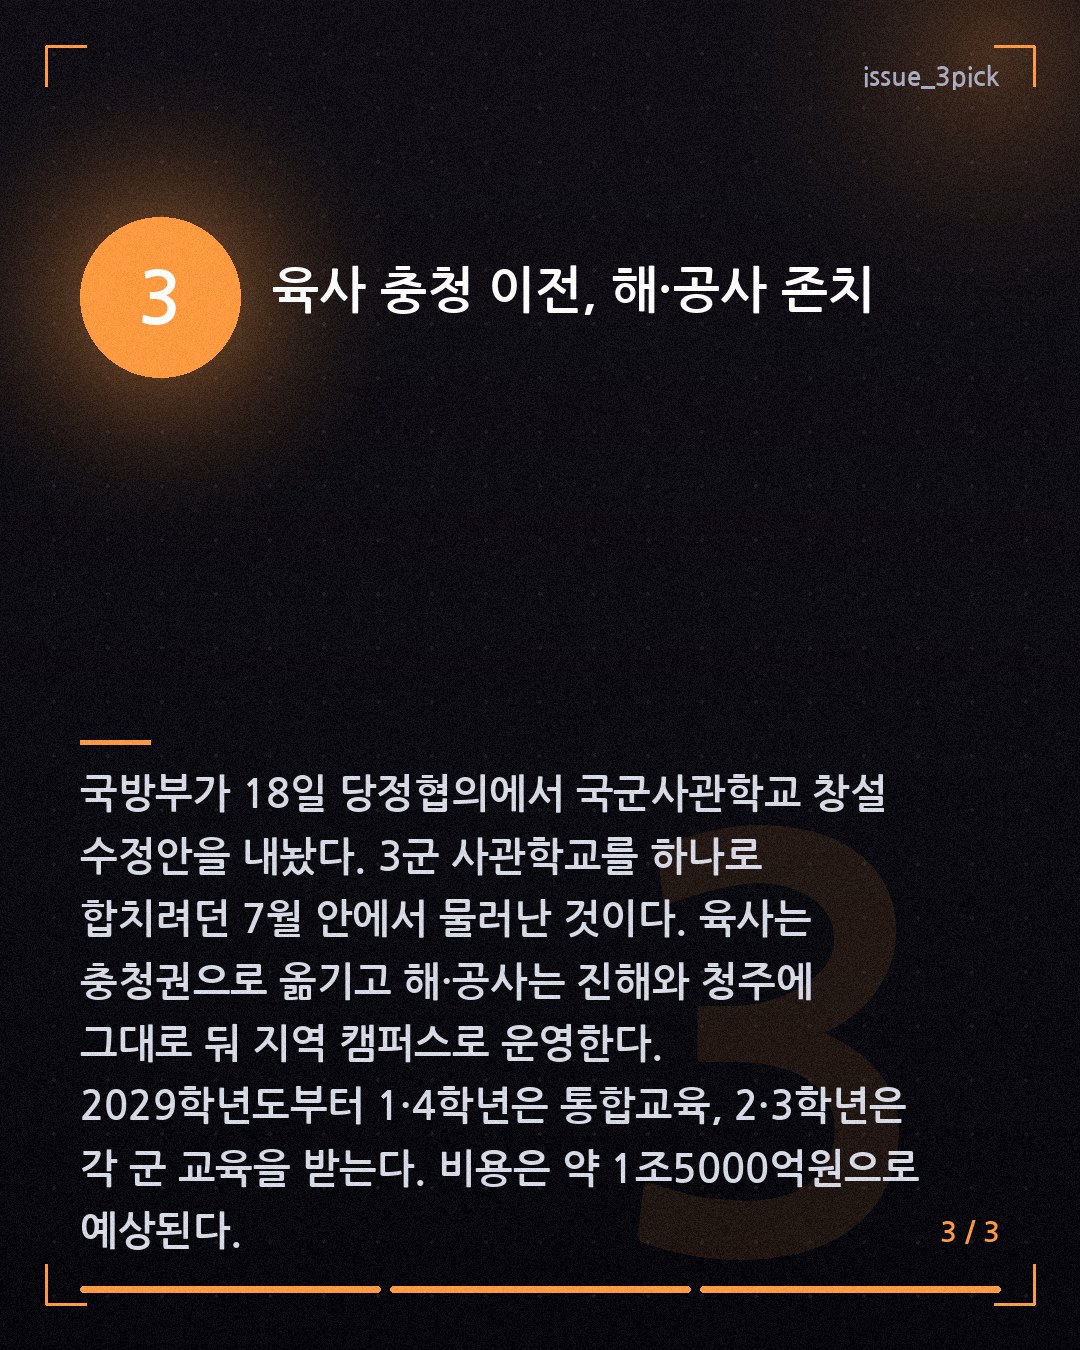 issue_3pick
3
육사 충청 이전, 해·공사 존치
국방부가 18일 당정협의에서 국군사관학교 창설
수정안을 내놨다. 3군 사관학교를 하나로
합치려던 7월 안에서 물러난 것이다. 육사는
충청권으로 옮기고 해·공사는 진해와 청주에
그대로 둬 지역 캠퍼스로 운영한다.
2029학년도부터 1·4학년은 통합교육, 2·3학년은
각 군 교육을 받는다. 비용은 약 1조5000억원으로
예상된다.
3
3 / 3